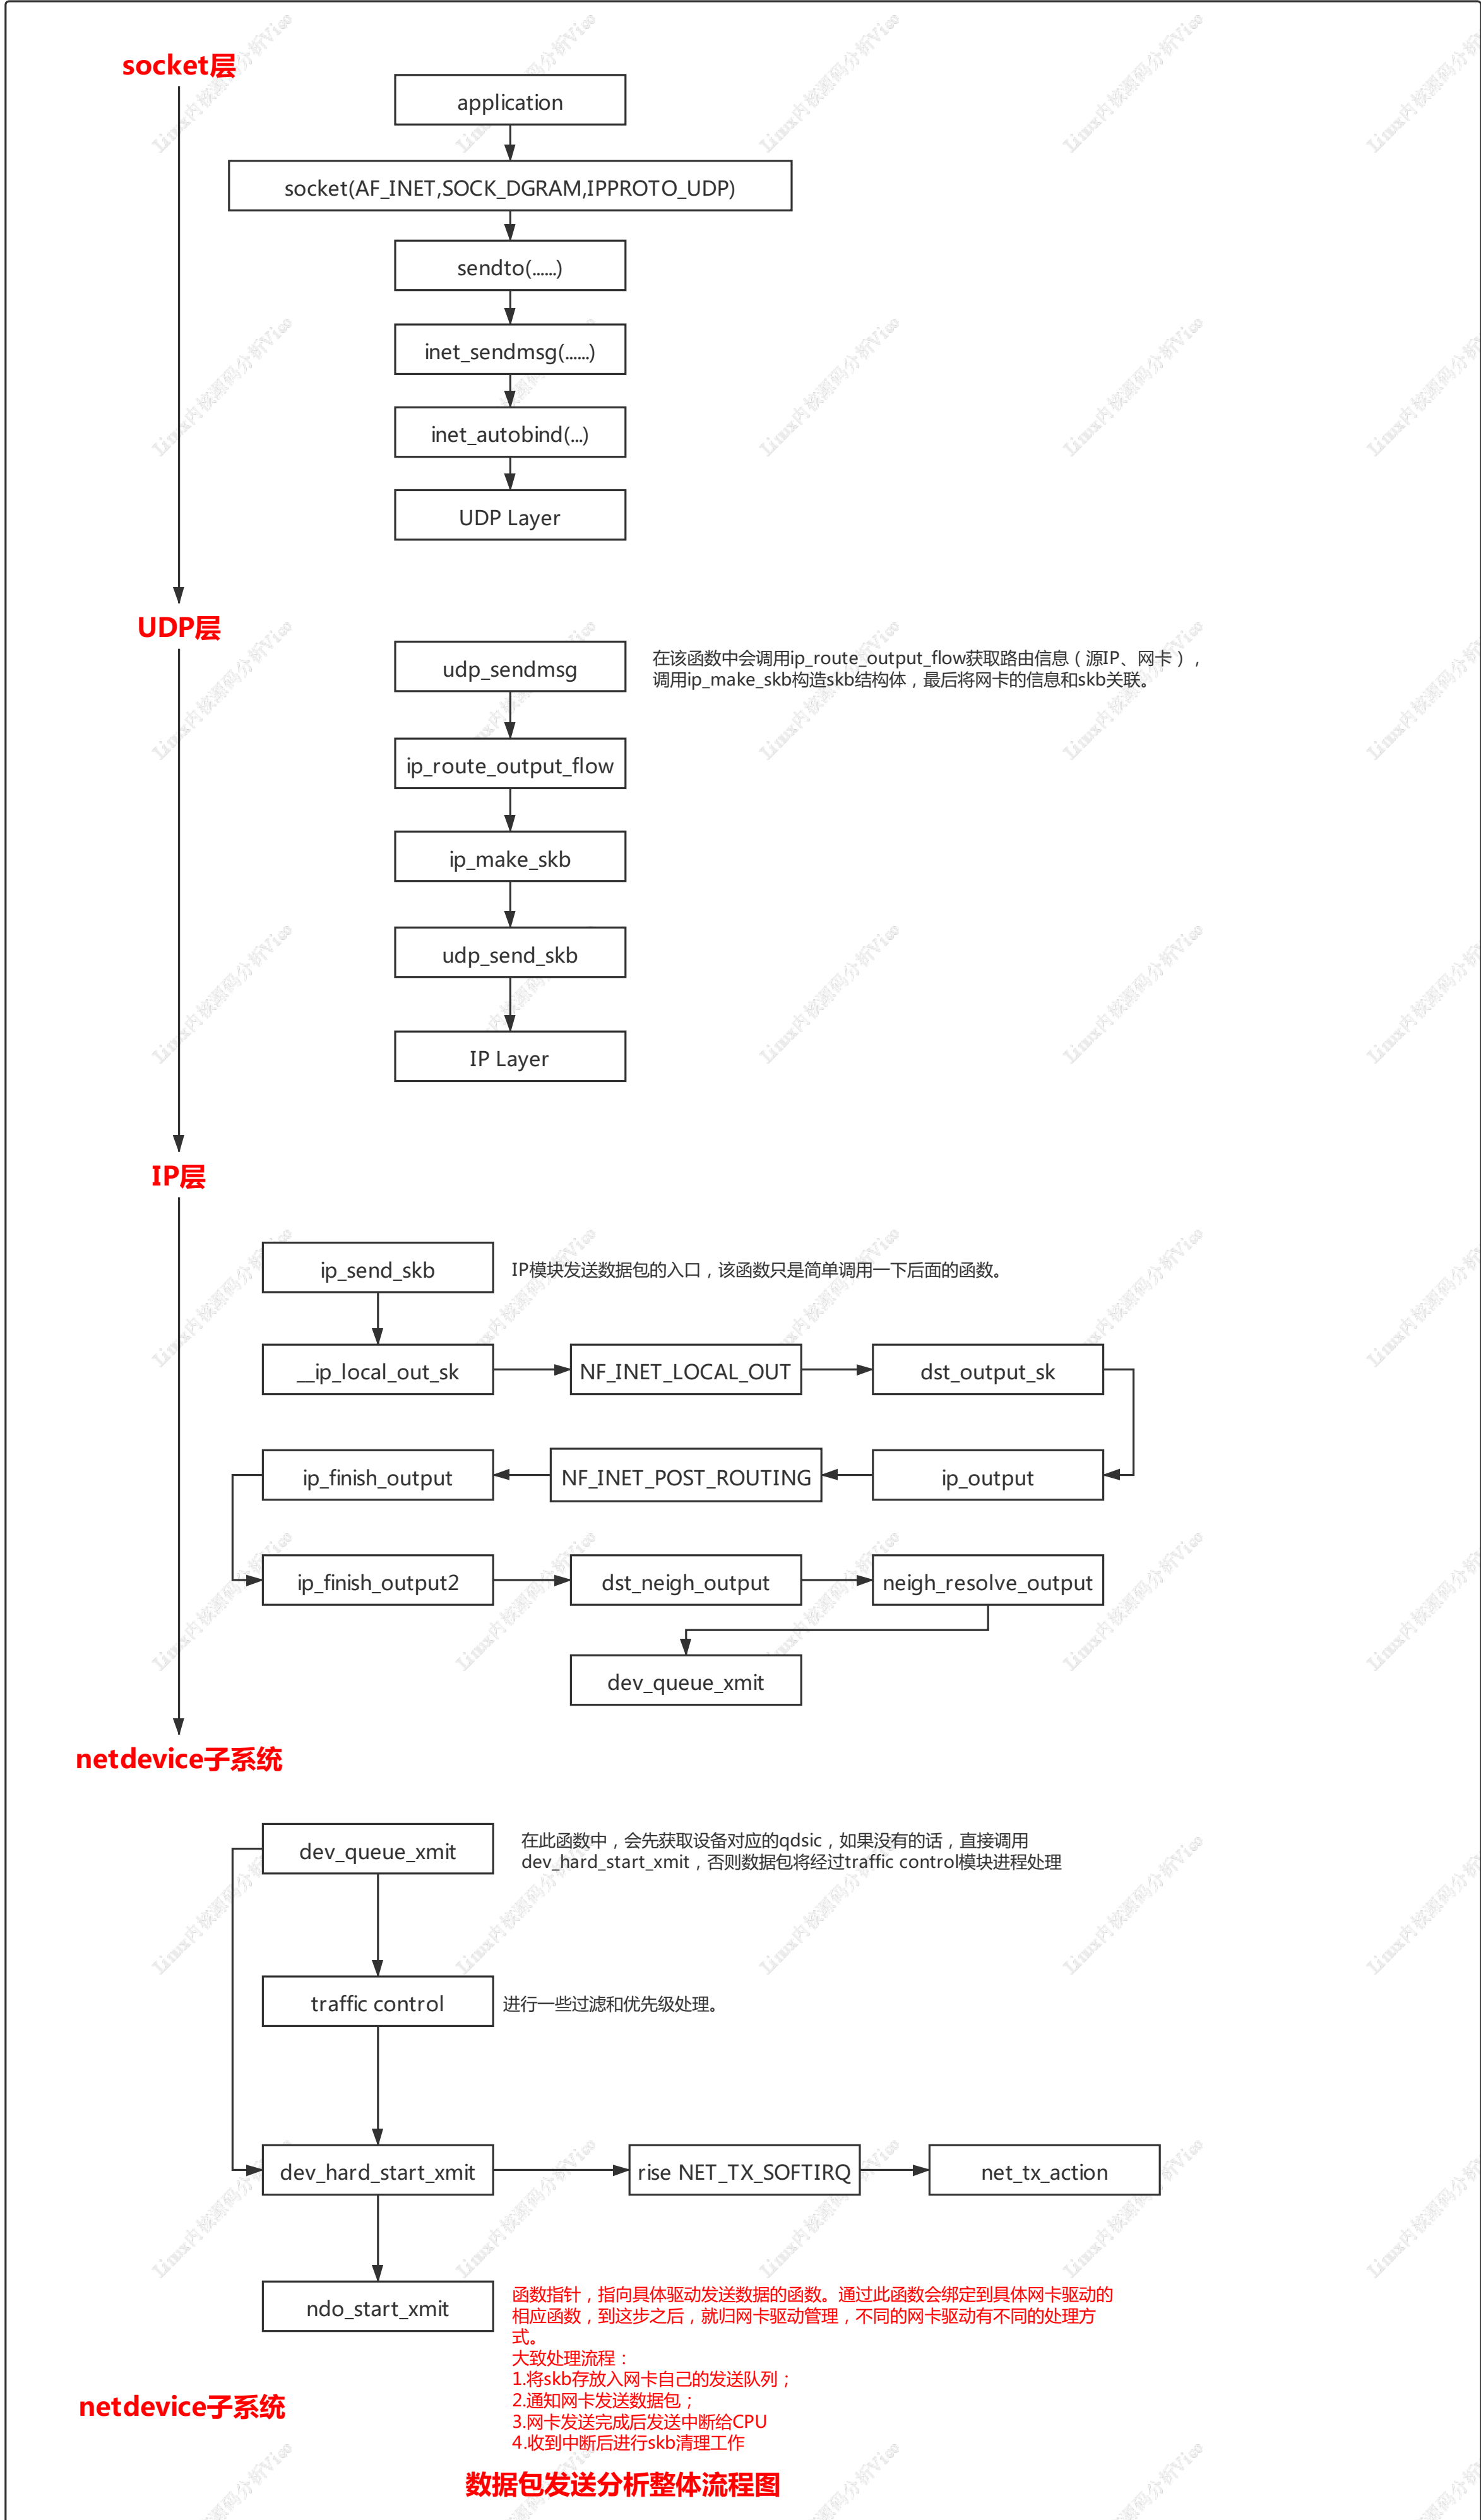 socket层
application
socket(AF_INET,SOCK_DGRAM,IPPROTO_UDP)
sendto(......)
inet_sendmsg(......)
inet_autobind(...)
UDP Layer
UDP层
udp_sendmsg
在该函数中会调用ip_route_output_flow获取路由信息（源IP、网卡），
调用ip_make_skb构造skb结构体，最后将网卡的信息和skb关联。
ip_route_output_flow
ip_make_skb
udp_send_skb
IP Layer
IP层
ip_send_skb
IP模块发送数据包的入口，该函数只是简单调用一下后面的函数。
__ip_local_out_sk
NF_INET_LOCAL_OUT
dst_output_sk
ip_finish_output
NF_INET_POST_ROUTING
ip_output
ip_finish_output2
dst_neigh_output
neigh_resolve_output
dev_queue_xmit
netdevice子系统
dev_queue_xmit
在此函数中，会先获取设备对应的qdsic，如果没有的话，直接调用
dev_hard_start_xmit，否则数据包将经过traffic control模块进程处理
traffic control
进行一些过滤和优先级处理。
dev_hard_start_xmit
rise NET_TX_SOFTIRQ
net_tx_action
ndo_start_xmit
函数指针，指向具体驱动发送数据的函数。通过此函数会绑定到具体网卡驱动的
相应函数，到这步之后，就归网卡驱动管理，不同的网卡驱动有不同的处理方
式。
大致处理流程：
1.将skb存放入网卡自己的发送队列；
2.通知网卡发送数据包；
3.网卡发送完成后发送中断给CPU
4.收到中断后进行skb清理工作
netdevice子系统
数据包发送分析整体流程图
Linux内核源码分析Vico